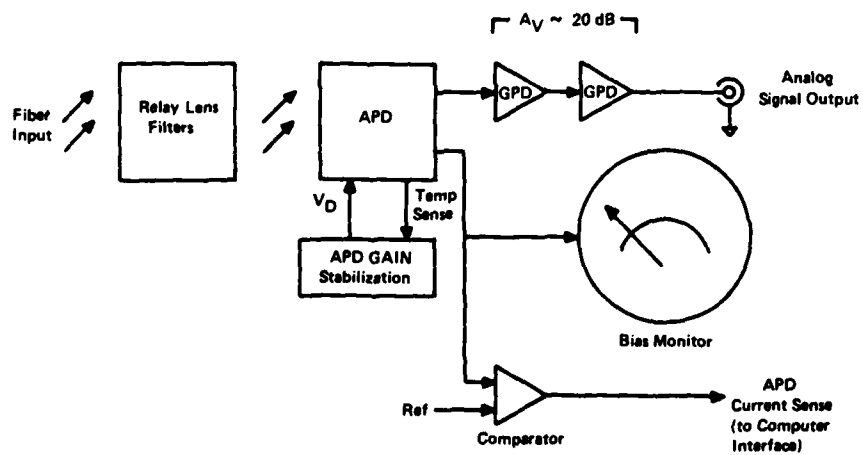 A_V ~ 20 dB
Fiber
Input
Relay Lens
Filters
APD
GPD
GPD
Analog
Signal Output
V_D
Temp
Sense
APD GAIN
Stabilization
Bias Monitor
Ref
Comparator
APD
Current Sense
(to Computer
Interface)